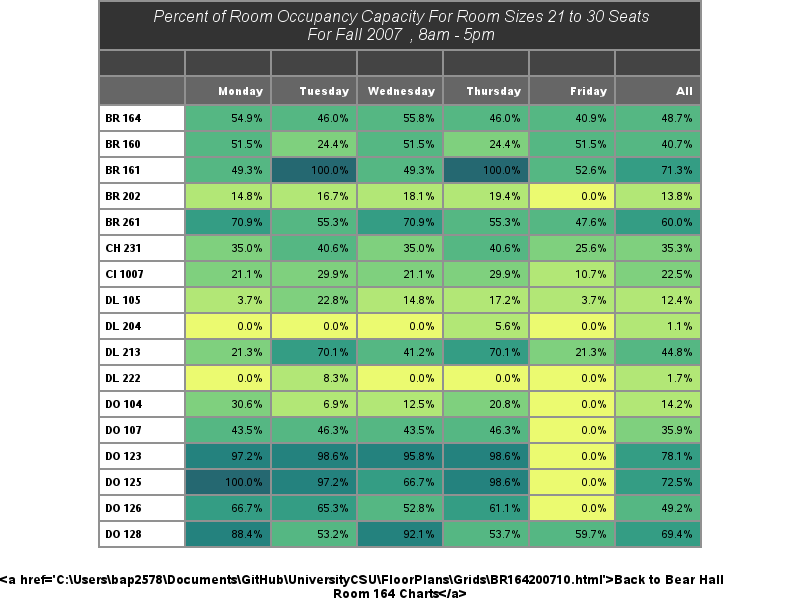 Percent of Room Occupancy Capacity For Room Sizes 21 to 30 Seats
For Fall 2007 , 8am - 5pm
Monday Tuesday Wednesday Thursday Friday All
BR 164 54.9% 46.0% 55.8% 46.0% 40.9% 48.7%
BR 160 51.5% 24.4% 51.5% 24.4% 51.5% 40.7%
BR 161 49.3% 100.0% 49.3% 100.0% 52.6% 71.3%
BR 202 14.8% 16.7% 18.1% 19.4% 0.0% 13.8%
BR 261 70.9% 55.3% 70.9% 55.3% 47.6% 60.0%
CH 231 35.0% 40.6% 35.0% 40.6% 25.6% 35.3%
CI 1007 21.1% 29.9% 21.1% 29.9% 10.7% 22.5%
DL 105 3.7% 22.8% 14.8% 17.2% 3.7% 12.4%
DL 204 0.0% 0.0% 0.0% 5.6% 0.0% 1.1%
DL 213 21.3% 70.1% 41.2% 70.1% 21.3% 44.8%
DL 222 0.0% 8.3% 0.0% 0.0% 0.0% 1.7%
DO 104 30.6% 6.9% 12.5% 20.8% 0.0% 14.2%
DO 107 43.5% 46.3% 43.5% 46.3% 0.0% 35.9%
DO 123 97.2% 98.6% 95.8% 98.6% 0.0% 78.1%
DO 125 100.0% 97.2% 66.7% 98.6% 0.0% 72.5%
DO 126 66.7% 65.3% 52.8% 61.1% 0.0% 49.2%
DO 128 88.4% 53.2% 92.1% 53.7% 59.7% 69.4%
<a href='C:\Users\bap2578\Documents\GitHub\UniversityCSU\FloorPlans\Grids\BR164200710.html'>Back to Bear Hall
Room 164 Charts</a>